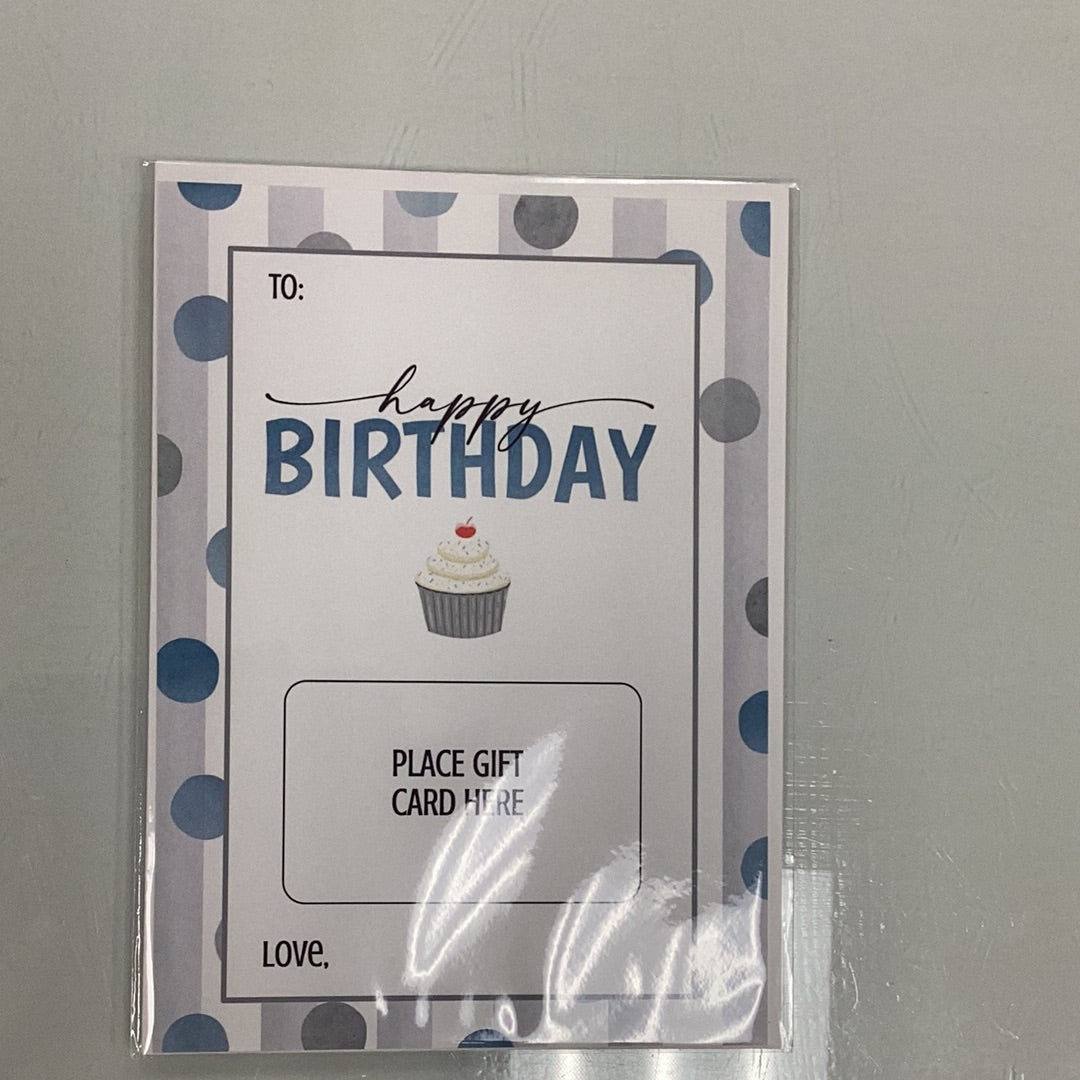 TO:
happy
BIRTHDAY
PLACE GIFT
CARD HERE
LOVE,